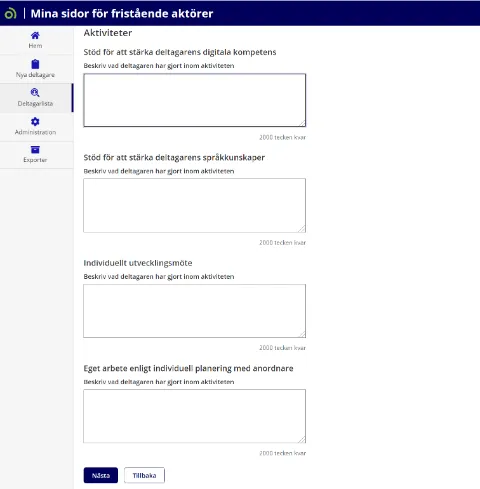 Mina sidor för fristående aktörer
Hem
Nya deltagare
Deltagarlista
Administration
Exporter
Aktiviteter
Stöd för att stärka deltagarens digitala kompetens
Beskriv vad deltagaren har gjort inom aktiviteten
2000 tecken kvar
Stöd för att stärka deltagarens språkkunskaper
Beskriv vad deltagaren har gjort inom aktiviteten
2000 tecken kvar
Individuellt utvecklingsmöte
Beskriv vad deltagaren har gjort inom aktiviteten
2000 tecken kvar
Eget arbete enligt individuell planering med anordnare
Beskriv vad deltagaren har gjort inom aktiviteten
2000 tecken kvar
Nästa
Tillbaka